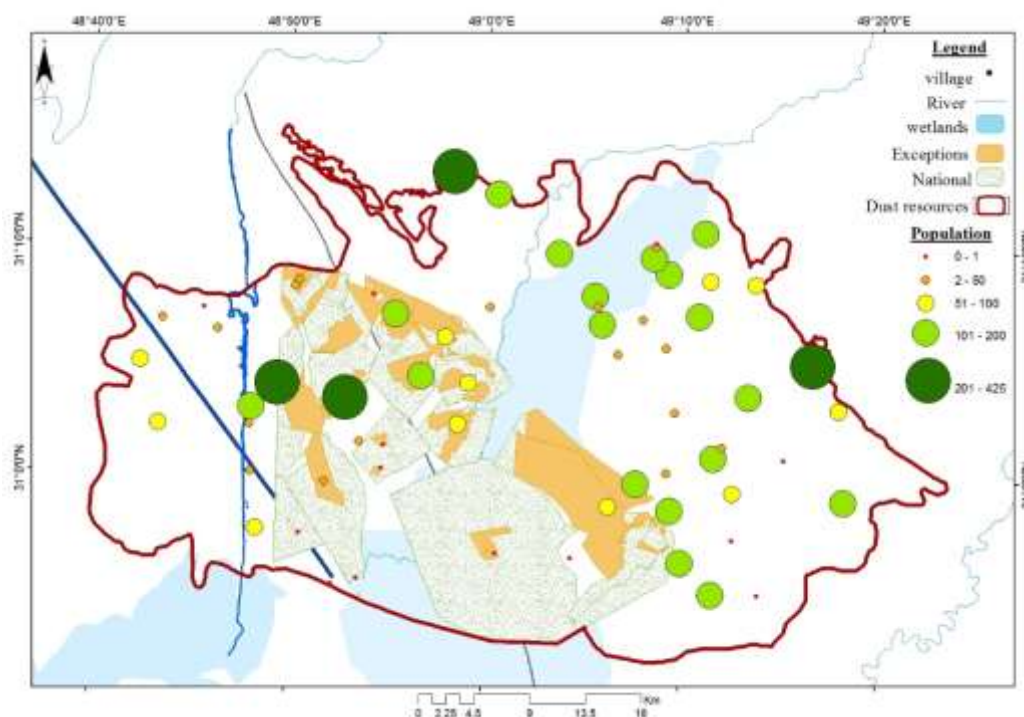 48°40'0"E 48°50'0"E 49°0'0"E 49°10'0"E 49°20'0"E
Legend
village
River
wetlands
Exceptions
National
Dust resources
Population
0 - 1
2 - 50
51 - 100
101 - 200
201 - 425
31°10'0"N
31°0'0"N
Km
0 2.25 4.5 9 13.5 18